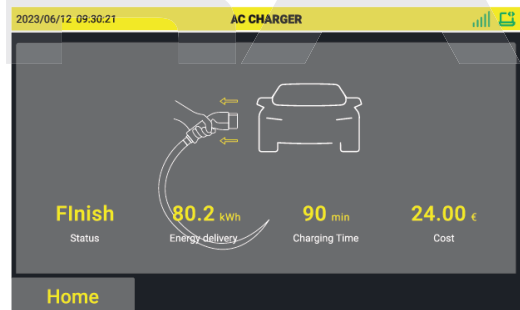 2023/06/12 09:30:21 AC CHARGER
FInish 80.2 kWh 90 min 24.00 €
Status Energy delivery Charging Time Cost
Home